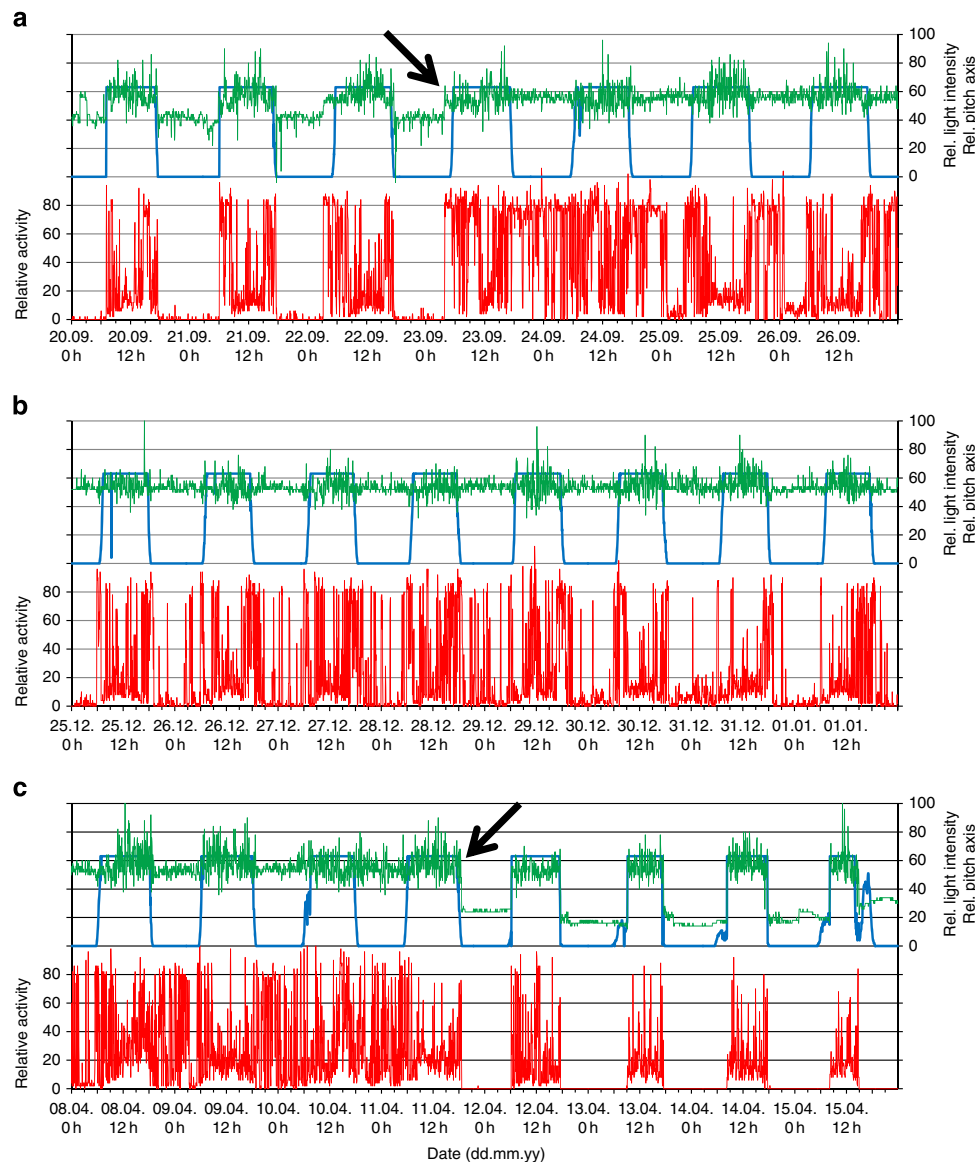 a
100
80
60
40
20
0
Rel. light intensity
Rel. pitch axis
80
60
40
20
0
Relative activity
20.09. 20.09. 21.09. 21.09. 22.09. 22.09. 23.09. 23.09. 24.09. 24.09. 25.09. 25.09. 26.09. 26.09.
0 h 12 h 0 h 12 h 0 h 12 h 0 h 12 h 0 h 12 h 0 h 12 h 0 h 12 h
b
100
80
60
40
20
0
Rel. light intensity
Rel. pitch axis
80
60
40
20
0
Relative activity
25.12. 25.12. 26.12. 26.12. 27.12. 27.12. 28.12. 28.12. 29.12. 29.12. 30.12. 30.12. 31.12. 31.12. 01.01. 01.01.
0 h 12 h 0 h 12 h 0 h 12 h 0 h 12 h 0 h 12 h 0 h 12 h 0 h 12 h 0 h 12 h
c
100
80
60
40
20
0
Rel. light intensity
Rel. pitch axis
80
60
40
20
0
Relative activity
08.04. 08.04. 09.04. 09.04. 10.04. 10.04. 11.04. 11.04. 12.04. 12.04. 13.04. 13.04. 14.04. 14.04. 15.04. 15.04.
0 h 12 h 0 h 12 h 0 h 12 h 0 h 12 h 0 h 12 h 0 h 12 h 0 h 12 h 0 h 12 h
Date (dd.mm.yy)